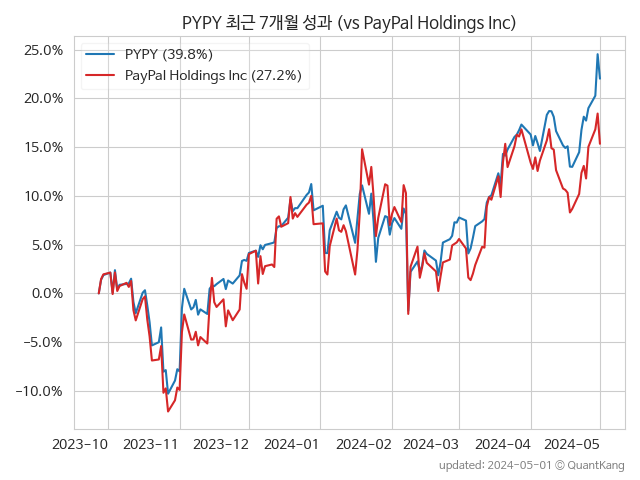 PYPY 최근 7개월 성과 (vs PayPal Holdings Inc)
PYPY (39.8%)
PayPal Holdings Inc (27.2%)
25.0%
20.0%
15.0%
10.0%
5.0%
0.0%
−5.0%
−10.0%
2023−10 2023−11 2023−12 2024−01 2024−02 2024−03 2024−04 2024−05
updated: 2024-05-01 © QuantKang